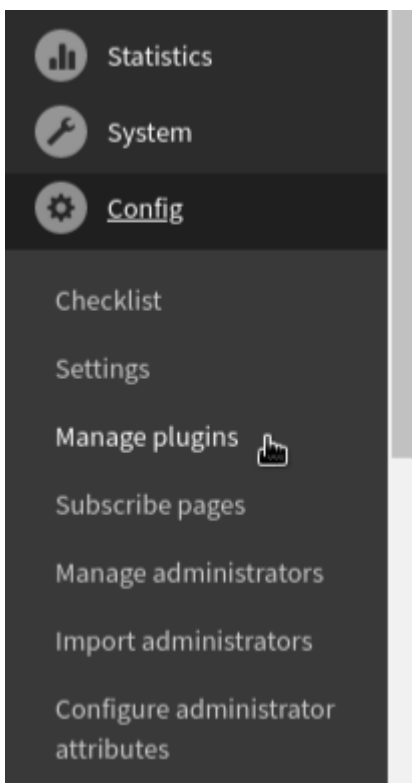 Statistics
System
Config
Checklist
Settings
Manage plugins
Subscribe pages
Manage administrators
Import administrators
Configure administrator
attributes